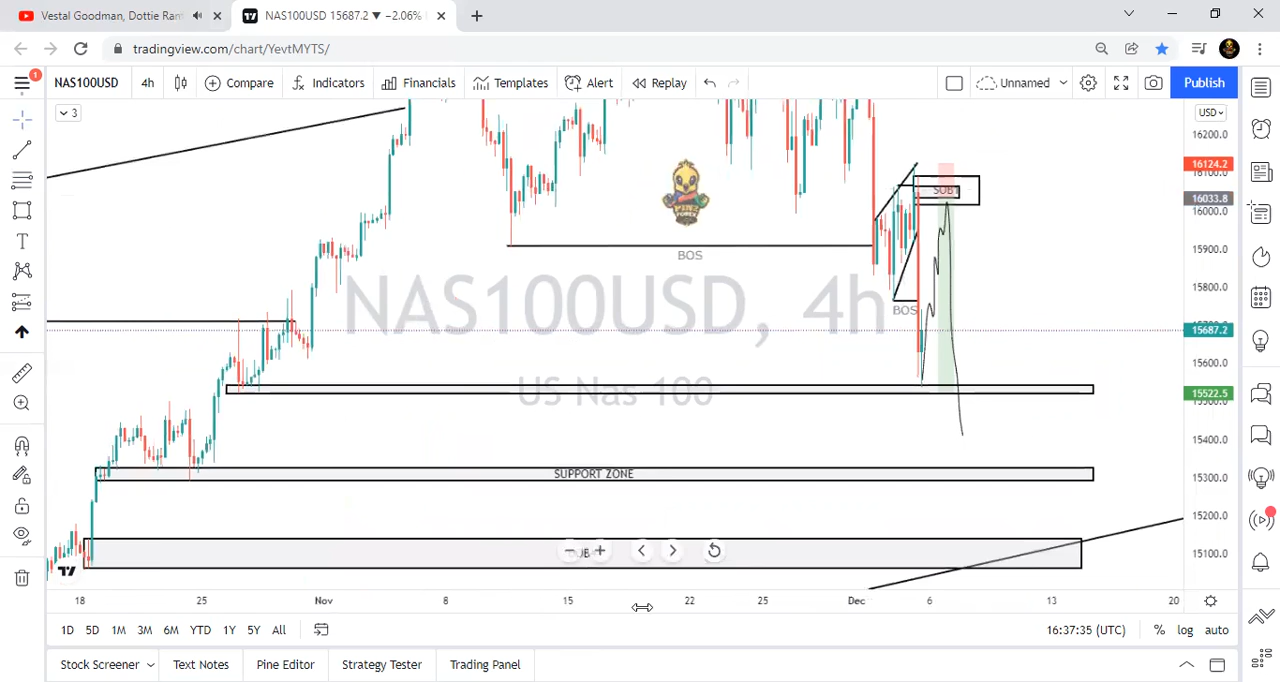 Vestal Goodman, Dottie Ram
NAS100USD 15687.2 ▼ −2.06%
tradingview.com/chart/YevtMYTS/
1
NAS100USD 4h Compare Indicators Financials Templates Alert Replay Unnamed Publish
3
USD
16200.0
16124.2
16100.0
16033.8
16000.0
15900.0
15800.0
15687.2
15600.0
15522.5
15500.0
15400.0
15300.0
15200.0
15100.0
BOS
BOS
NAS100USD, 4h
US Nas 100
SUPPORT ZONE
18 25 Nov 8 15 22 25 Dec 6 13 20
1D 5D 1M 3M 6M YTD 1Y 5Y All
16:37:35 (UTC) % log auto
Stock Screener Text Notes Pine Editor Strategy Tester Trading Panel